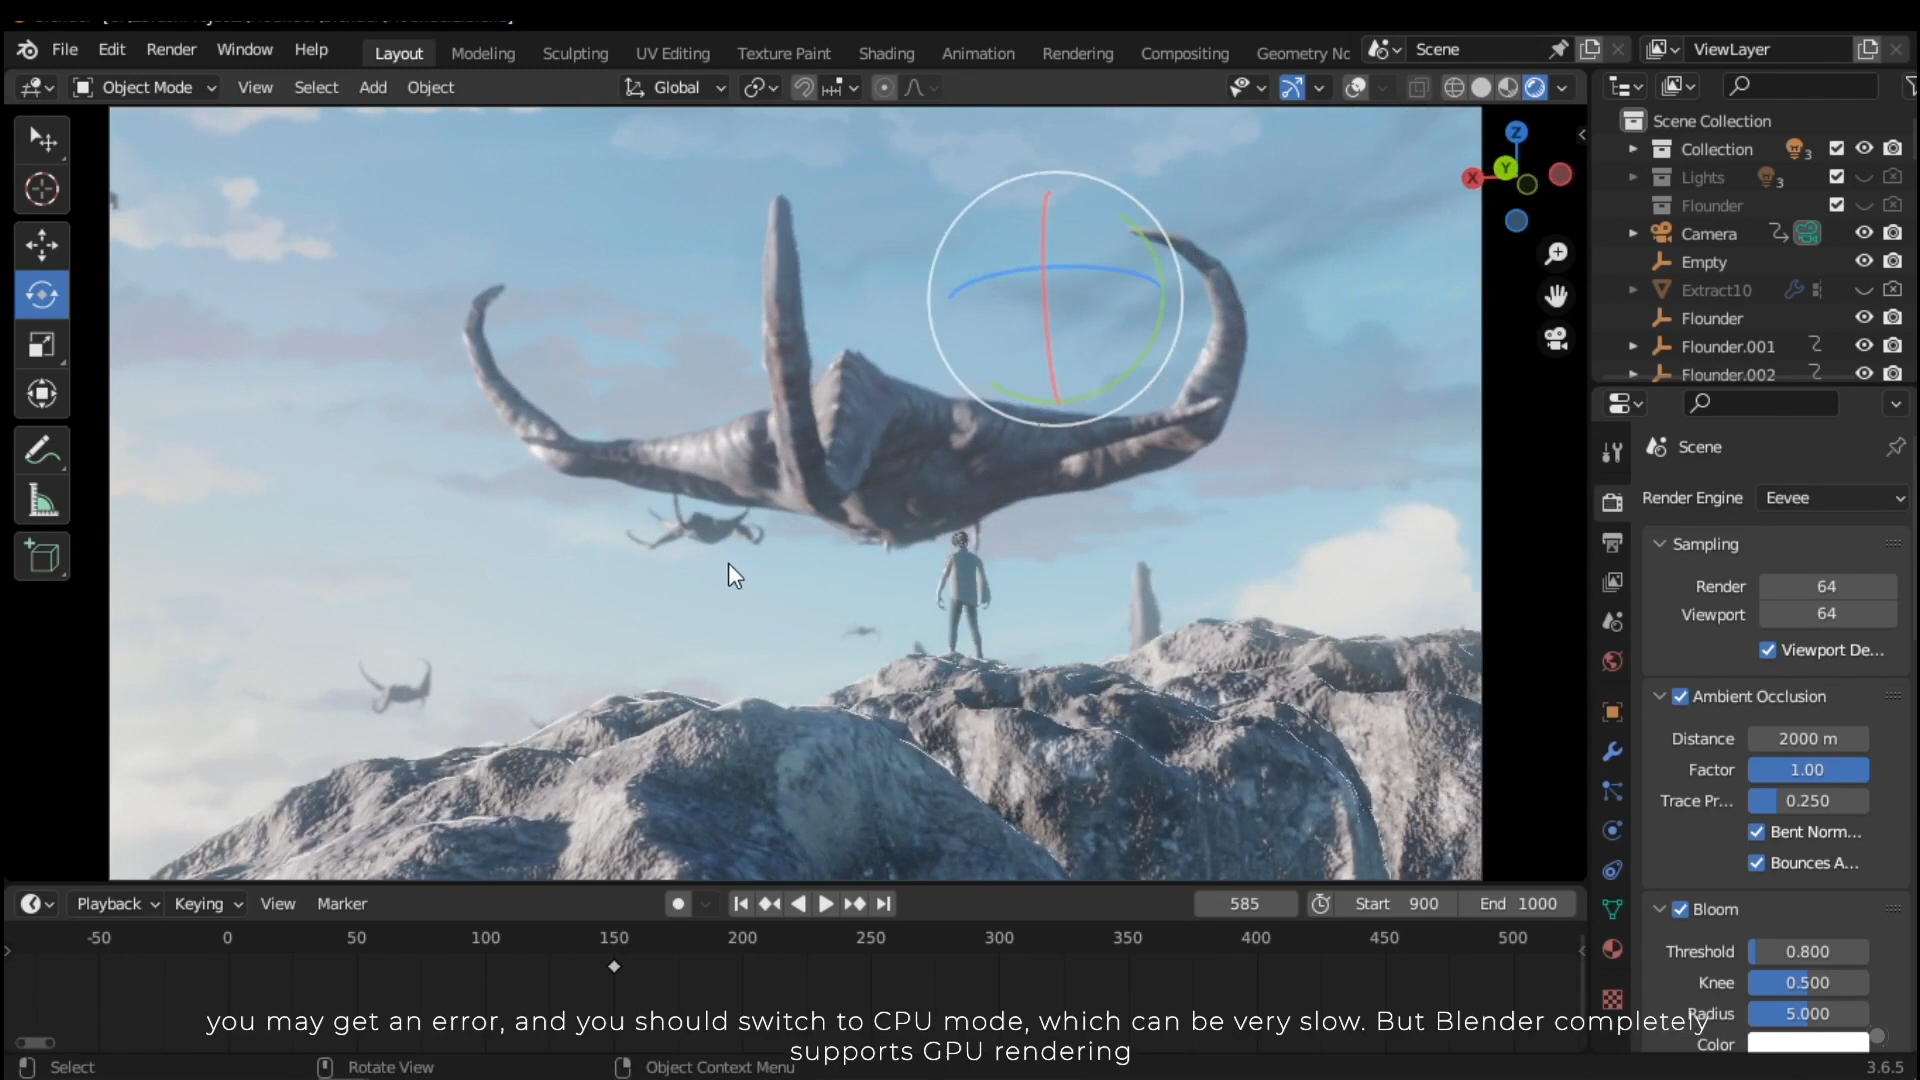 File Edit Render Window Help Layout Modeling Sculpting UV Editing Texture Paint Shading Animation Rendering Compositing Geometry Nc Scene ViewLayer
Object Mode View Select Add Object Global
Z
Y
X
Scene Collection
Collection 3
Lights 3
Flounder
Camera
Empty
Extract10
Flounder
Flounder.001
Flounder.002
Scene
Render Engine Eevee
Sampling
Render 64
Viewport 64
Viewport De...
Ambient Occlusion
Distance 2000 m
Factor 1.00
Trace Pr... 0.250
Bent Norm...
Bounces A...
Bloom
Threshold 0.800
Knee 0.500
Radius 5.000
Color
Playback Keying View Marker 585 Start 900 End 1000
-50 0 50 100 150 200 250 300 350 400 450 500
you may get an error, and you should switch to CPU mode, which can be very slow. But Blender completely
supports GPU rendering
Select Rotate View Object Context Menu 3.6.5